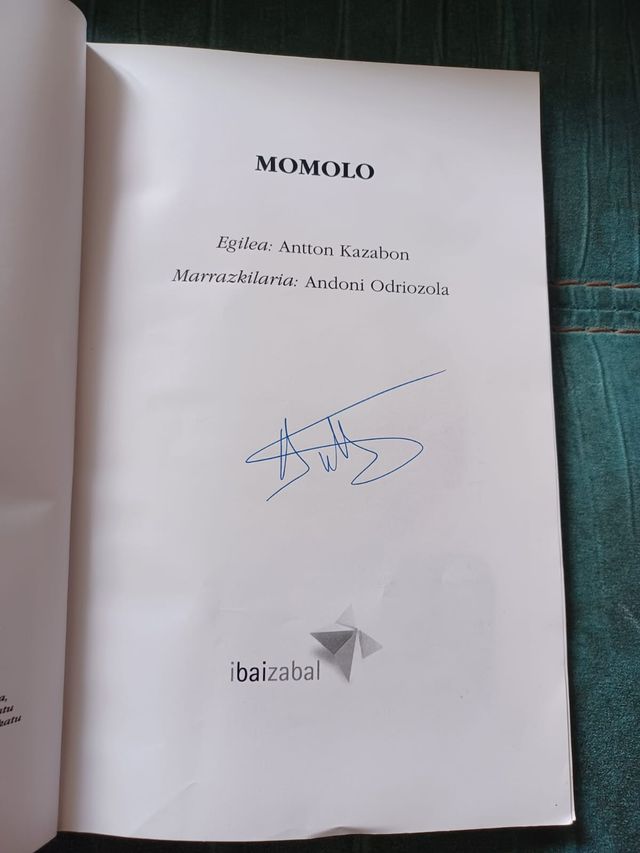 MOMOLO
Egilea: Antton Kazabon
Marrazkilaria: Andoni Odriozola
ibaizabal